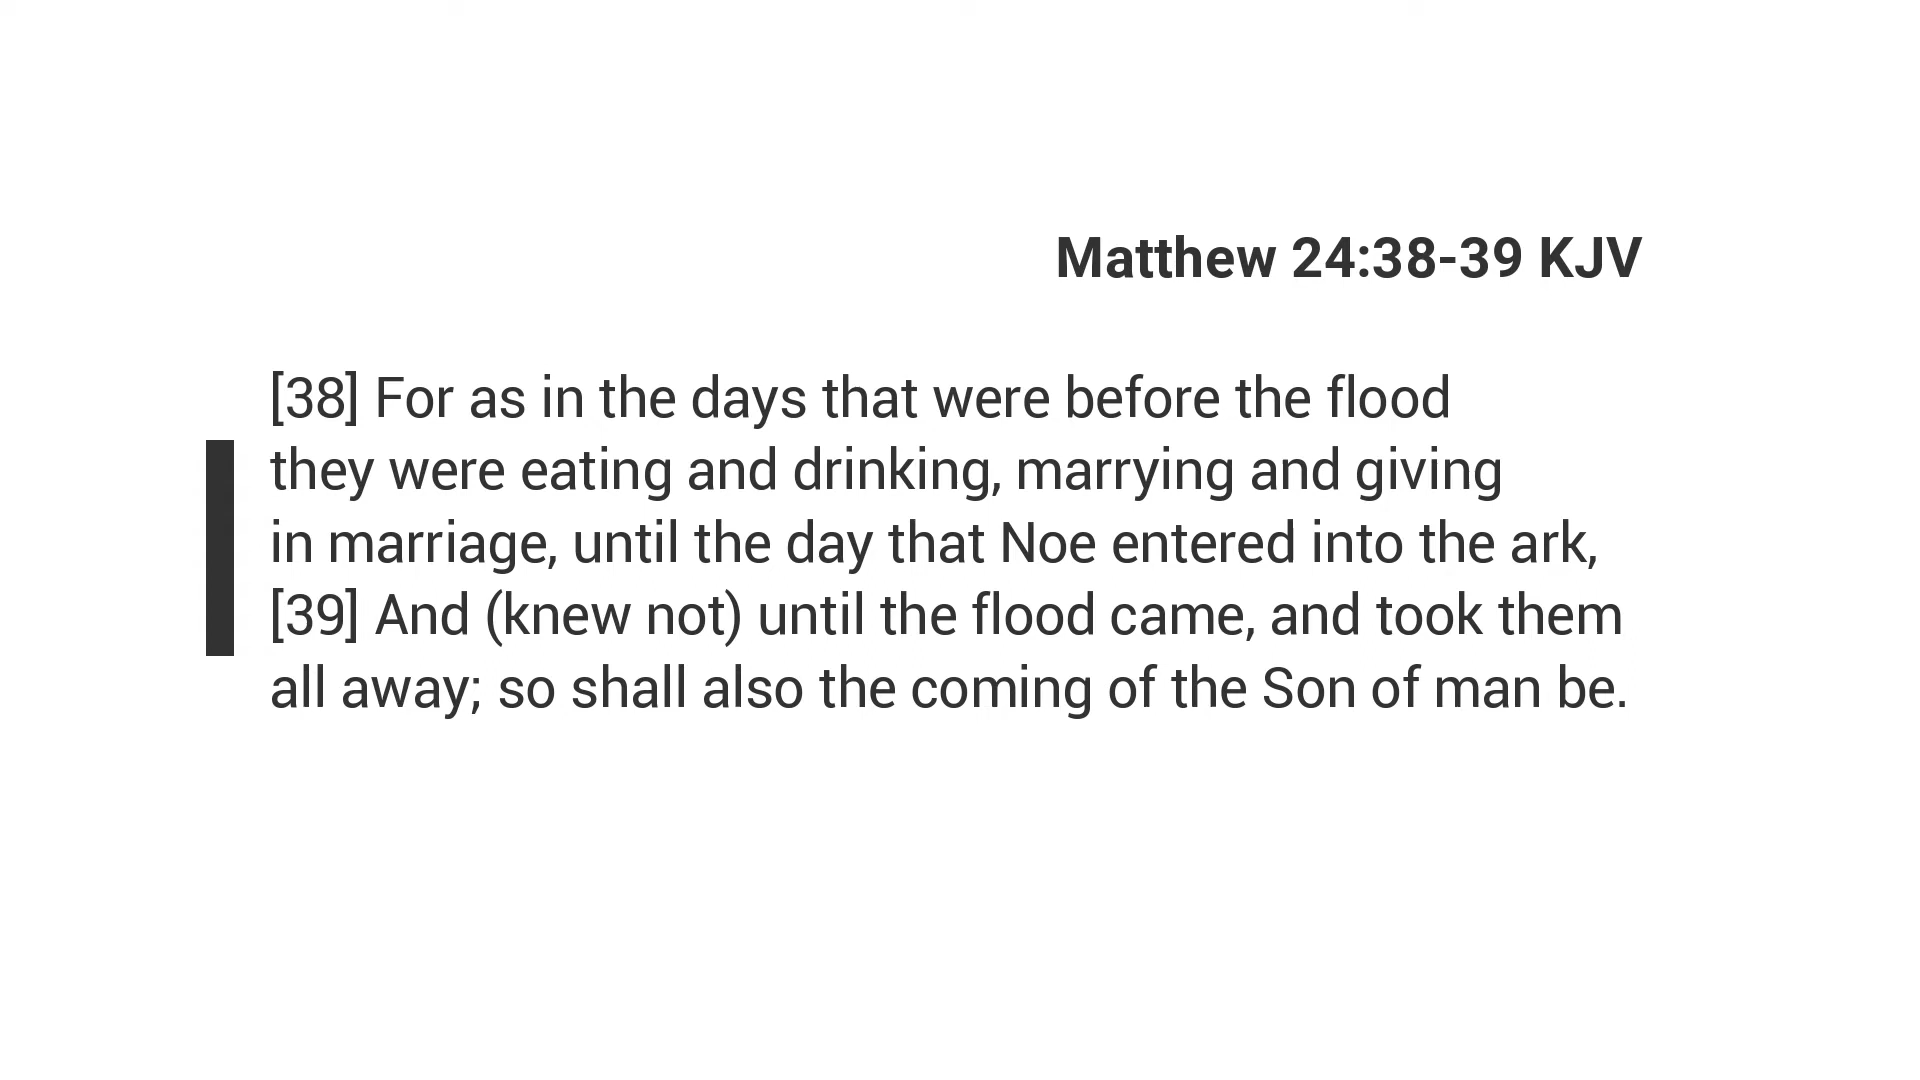 Matthew 24:38-39 KJV
[38] For as in the days that were before the flood
they were eating and drinking, marrying and giving
in marriage, until the day that Noe entered into the ark,
[39] And (knew not) until the flood came, and took them
all away; so shall also the coming of the Son of man be.